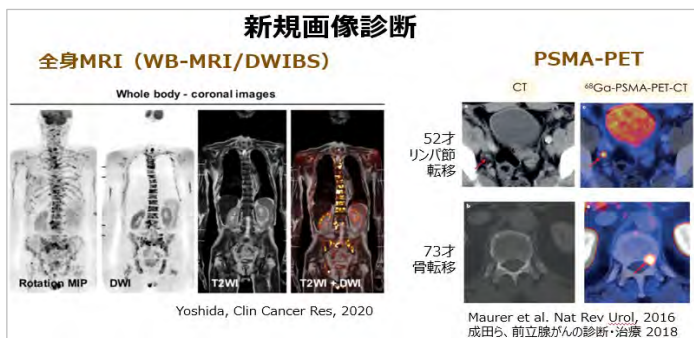 新規画像診断
全身MRI（WB-MRI/DWIBS）
Whole body - coronal images
Rotation MIP
DWI
T2WI
T2WI + DWI
Yoshida, Clin Cancer Res, 2020
PSMA-PET
CT
⁶⁸Ga-PSMA-PET-CT
52才
リンパ節
転移
73才
骨転移
Maurer et al. Nat Rev Urol, 2016
成田ら、前立腺がんの診断・治療 2018